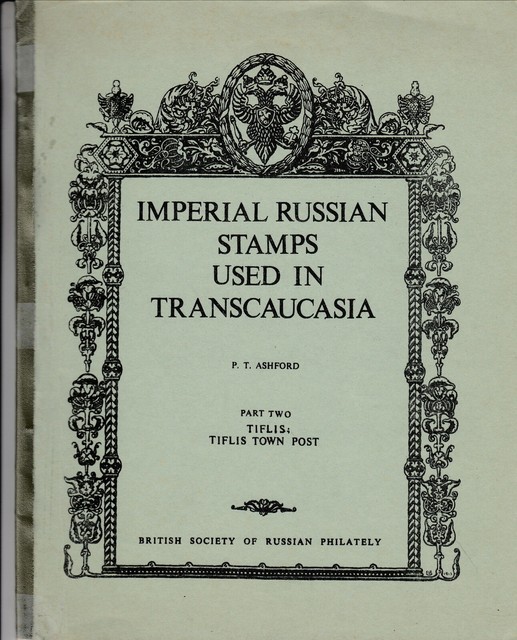 IMPERIAL RUSSIAN
STAMPS
USED IN
TRANSCAUCASIA
P. T. ASHFORD
PART TWO
TIFLIS;
TIFLIS TOWN POST
BRITISH SOCIETY OF RUSSIAN PHILATELY